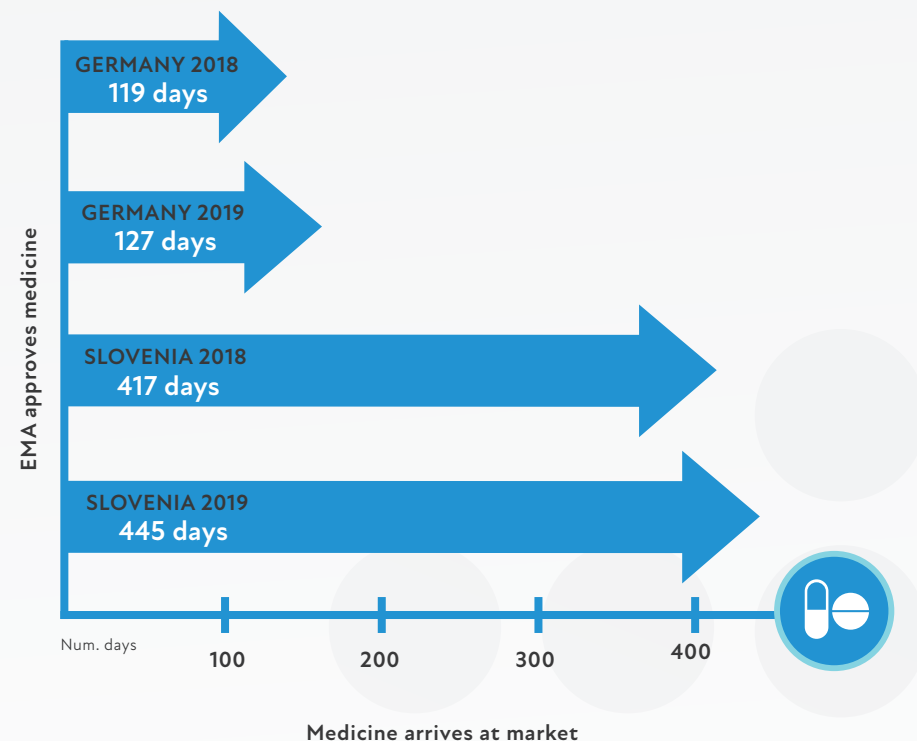 GERMANY 2018
119 days
GERMANY 2019
127 days
EMA approves medicine
SLOVENIA 2018
417 days
SLOVENIA 2019
445 days
Num. days
100
200
300
400
Medicine arrives at market